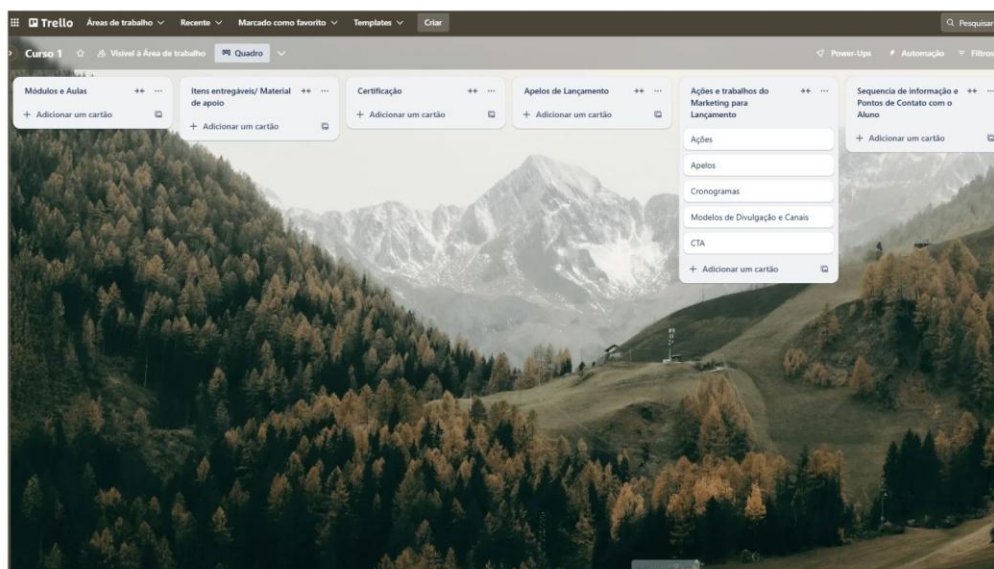 Trello Áreas de trabalho Recente Marcado como favorito Templates Criar Pesquisar
Curso 1 Visível à Área de trabalho Quadro Power-Ups Automação Filtros
Módulos e Aulas
+ Adicionar um cartão
Itens entregáveis/ Material
de apoio
+ Adicionar um cartão
Certificação
+ Adicionar um cartão
Apelos de Lançamento
+ Adicionar um cartão
Ações e trabalhos do
Marketing para
Lançamento
Ações
Apelos
Cronogramas
Modelos de Divulgação e Canais
CTA
+ Adicionar um cartão
Sequencia de informação e
Pontos de Contato com o
Aluno
+ Adicionar um cartão